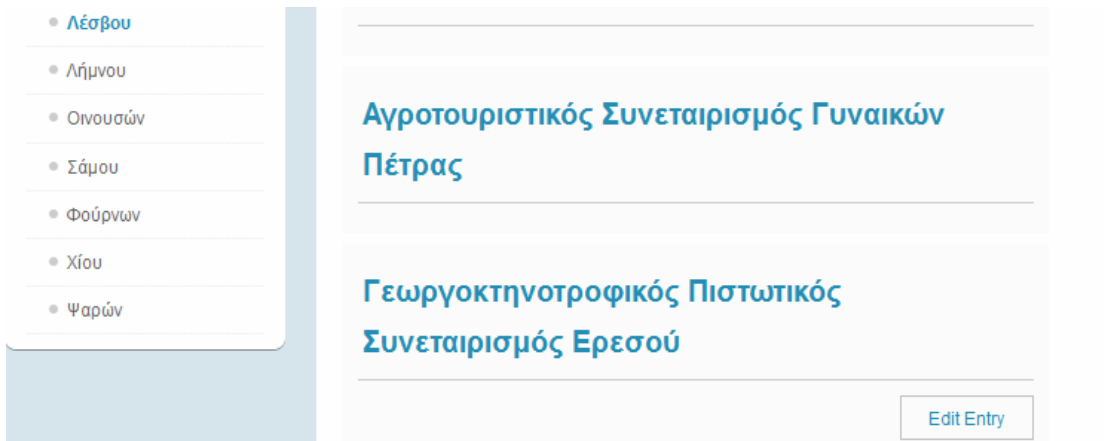 Λέσβου
Λήμνου
Οινουσών
Σάμου
Φούρνων
Χίου
Ψαρών
Αγροτουριστικός Συνεταιρισμός Γυναικών
Πέτρας
Γεωργοκτηνοτροφικός Πιστωτικός
Συνεταιρισμός Ερεσού
Edit Entry